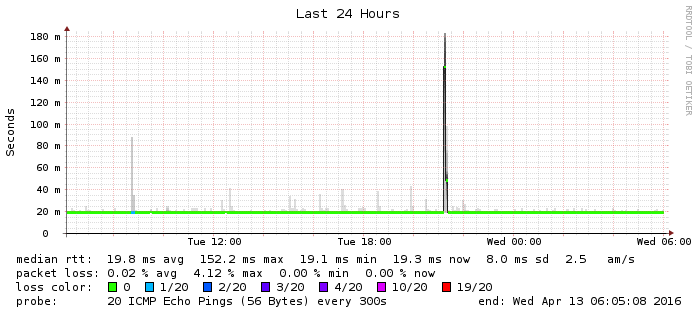 Last 24 Hours
RRDTOOL / TOBI OETIKER
Seconds
180 m
160 m
140 m
120 m
100 m
80 m
60 m
40 m
20 m
0
Tue 12:00 Tue 18:00 Wed 00:00 Wed 06:00
median rtt: 19.8 ms avg 152.2 ms max 19.1 ms min 19.3 ms now 8.0 ms sd 2.5 am/s
packet loss: 0.02 % avg 4.12 % max 0.00 % min 0.00 % now
loss color: 0 1/20 2/20 3/20 4/20 10/20 19/20
probe: 20 ICMP Echo Pings (56 Bytes) every 300s end: Wed Apr 13 06:05:08 2016